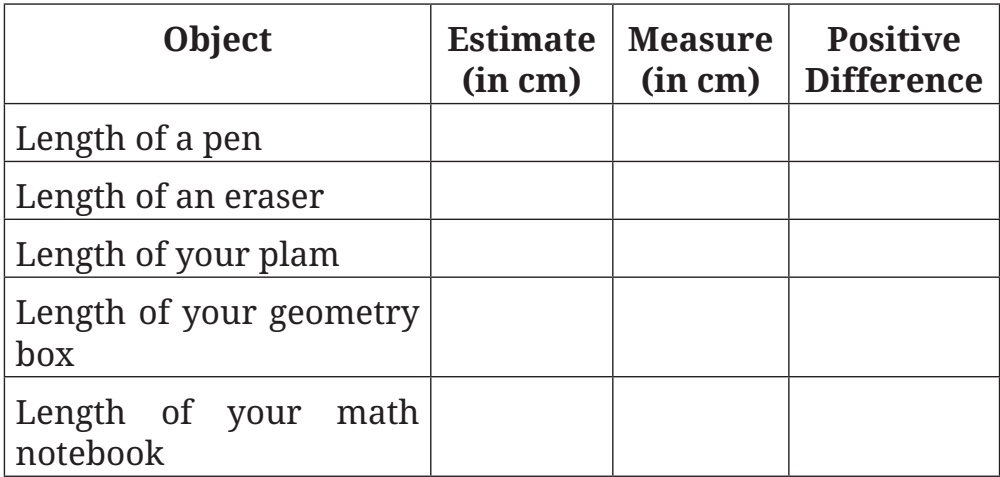 Object Estimate (in cm) Measure (in cm) Positive Difference
Length of a pen
Length of an eraser
Length of your plam
Length of your geometry
box
Length of your math
notebook